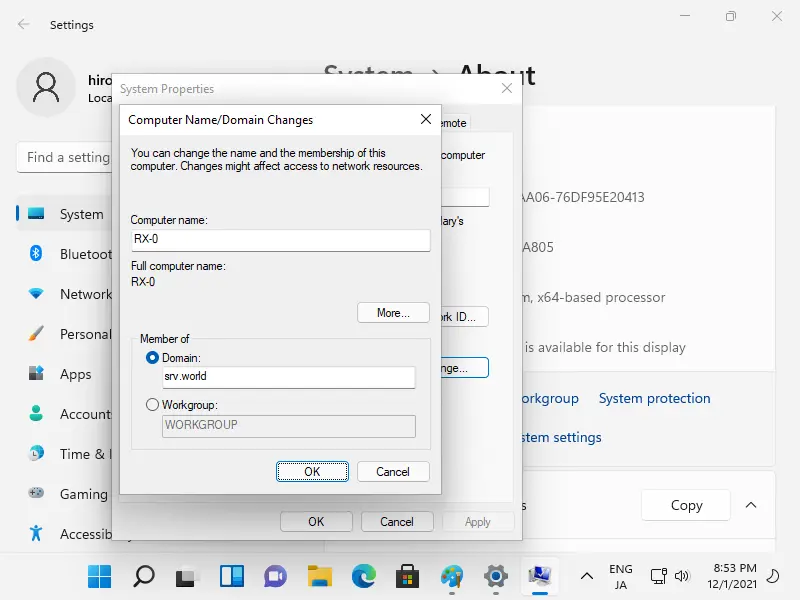 Settings
System > About
hiro
Loca
Find a setting
System
Bluetoot
Network
Personal
Apps
Account
Time &
Gaming
Accessib
System Properties
emote
computer
ary's
rk ID...
nge...
OK
Cancel
Apply
Computer Name/Domain Changes
You can change the name and the membership of this
computer. Changes might affect access to network resources.
Computer name:
RX-0
Full computer name:
RX-0
More...
Member of
Domain:
srv.world
Workgroup:
WORKGROUP
OK
Cancel
AA06-76DF95E20413
A805
m, x64-based processor
is available for this display
orkgroup
System protection
stem settings
s
Copy
ENG
JA
8:53 PM
12/1/2021